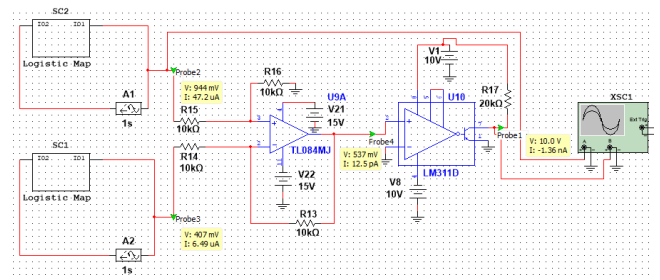 SC2
IO2 IO1
Logistic Map
A1
1s
Probe2
V: 944 mV
I: 47.2 uA
R15
10kΩ
R16
10kΩ
U9A
V21
15V
TL084MJ
V22
15V
R14
10kΩ
R13
10kΩ
SC1
IO2 IO1
Logistic Map
A2
1s
Probe3
V: 407 mV
I: 6.49 uA
Probe4
V: 537 mV
I: 12.5 pA
V1
10V
U10
LM311D
V8
10V
R17
20kΩ
Probe1
V: 10.0 V
I: -1.36 nA
XSC1
Ext Trig
A B